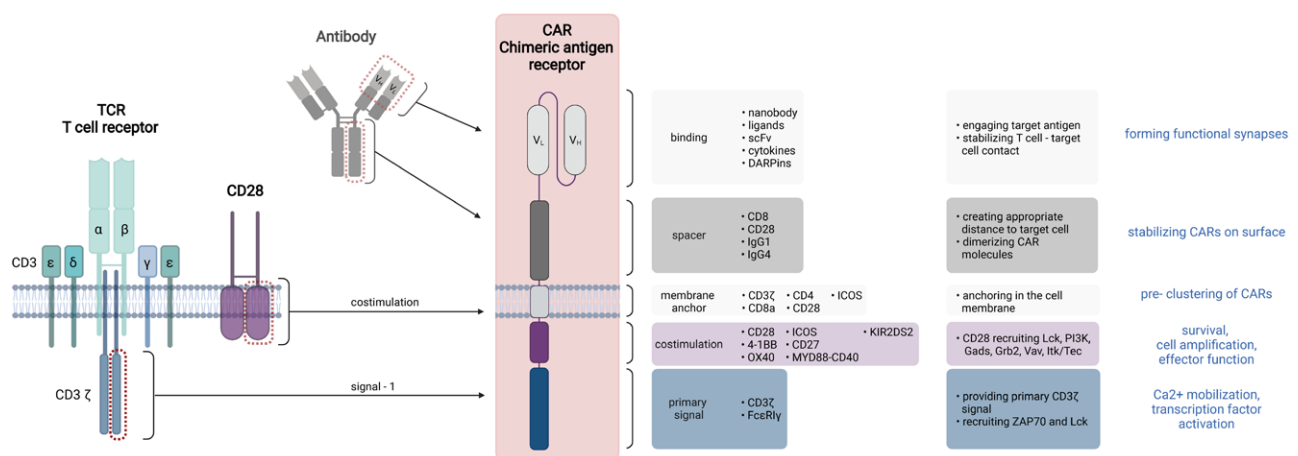 Antibody
V_H
V_L
TCR
T cell receptor
CD28
α
β
CD3
ε
δ
γ
ε
CD3 ζ
costimulation
signal - 1
CAR
Chimeric antigen
receptor
V_L
V_H
binding
• nanobody
• ligands
• scFv
• cytokines
• DARPins
• engaging target antigen
• stabilizing T cell - target
cell contact
forming functional synapses
spacer
• CD8
• CD28
• IgG1
• IgG4
• creating appropriate
distance to target cell
• dimerizing CAR
molecules
stabilizing CARs on surface
membrane
anchor
• CD3ζ • CD4 • ICOS
• CD8a • CD28
• anchoring in the cell
membrane
pre- clustering of CARs
costimulation
• CD28 • ICOS • KIR2DS2
• 4-1BB • CD27
• OX40 • MYD88-CD40
• CD28 recruiting Lck, PI3K,
Gads, Grb2, Vav, Itk/Tec
survival,
cell amplification,
effector function
primary
signal
• CD3ζ
• FcεRIγ
• providing primary CD3ζ
signal
• recruiting ZAP70 and Lck
Ca2+ mobilization,
transcription factor
activation